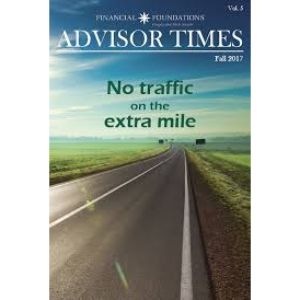 Vol. 5
FINANCIAL FOUNDATIONS
ADVISOR TIMES
Fall 2017
No traffic
on the
extra mile